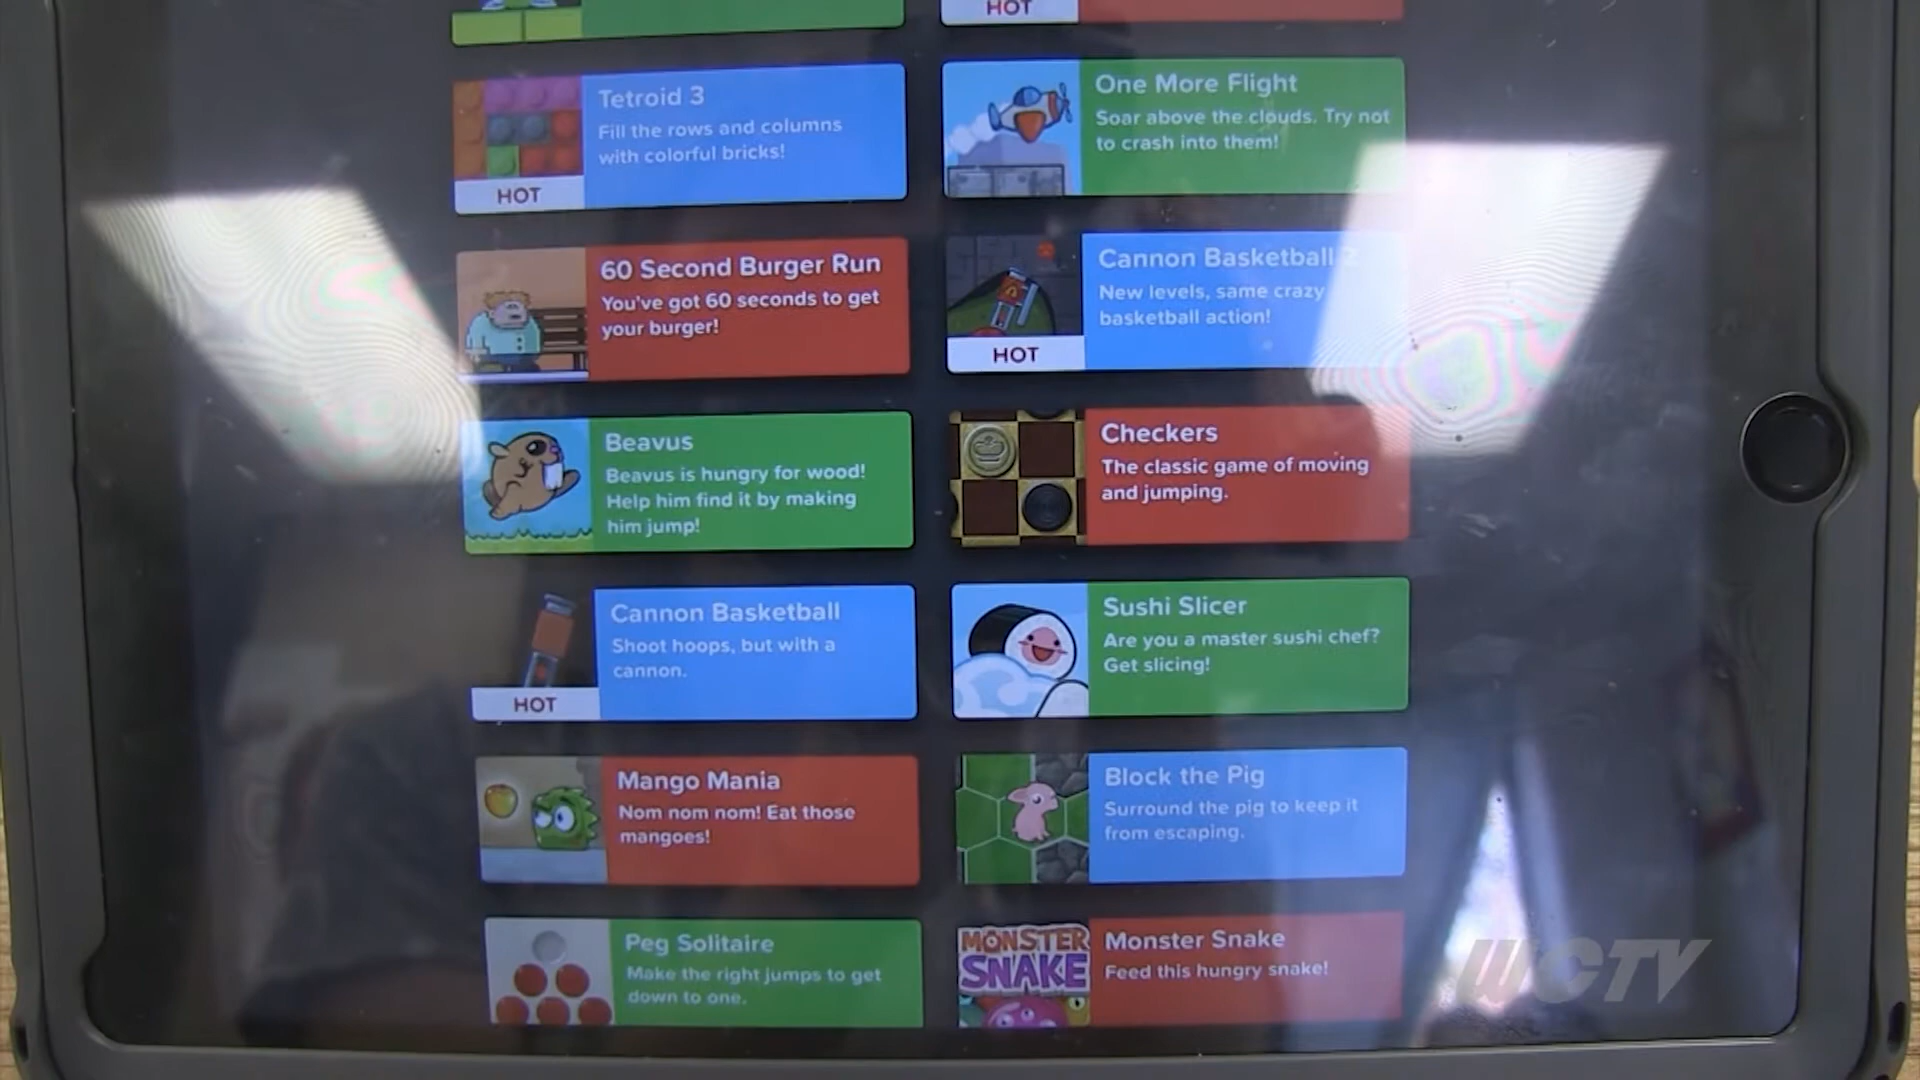 HOT
Tetroid 3
Fill the rows and columns
with colorful bricks!
HOT
One More Flight
Soar above the clouds. Try not
to crash into them!
60 Second Burger Run
You've got 60 seconds to get
your burger!
Cannon Basketball 2
New levels, same crazy
basketball action!
HOT
Beavus
Beavus is hungry for wood!
Help him find it by making
him jump!
Checkers
The classic game of moving
and jumping.
Cannon Basketball
Shoot hoops, but with a
cannon.
HOT
Sushi Slicer
Are you a master sushi chef?
Get slicing!
Mango Mania
Nom nom nom! Eat those
mangoes!
Block the Pig
Surround the pig to keep it
from escaping.
Peg Solitaire
Make the right jumps to get
down to one.
MONSTER
SNAKE
Monster Snake
Feed this hungry snake!
WCTV